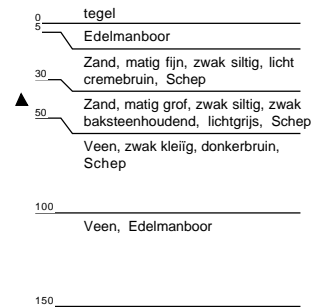 0 tegel
5
Edelmanboor
Zand, matig fijn, zwak siltig, licht
30 cremebruin, Schep
Zand, matig grof, zwak siltig, zwak
50 baksteenhoudend, lichtgrijs, Schep
Veen, zwak kleiïg, donkerbruin,
Schep
100
Veen, Edelmanboor
150